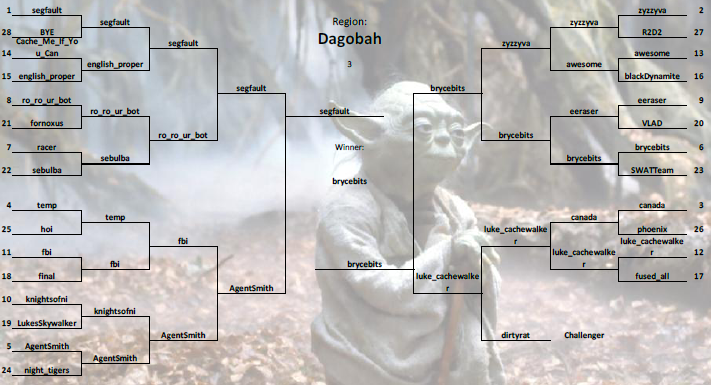 Region:
Dagobah
3
1 segfault
28 BYE
14 Cache_Me_If_Yo
u_Can
15 english_proper
8 ro_ro_ur_bot
21 fornoxus
7 racer
22 sebulba
4 temp
25 hoi
11 fbi
18 final
10 knightsofni
19 LukesSkywalker
5 AgentSmith
24 night_tigers
segfault
english_proper
ro_ro_ur_bot
sebulba
temp
fbi
knightsofni
AgentSmith
segfault
ro_ro_ur_bot
fbi
AgentSmith
segfault
AgentSmith
segfault
Winner:
brycebits
brycebits
brycebits
luke_cachewalke
r
zyzzyva
brycebits
luke_cachewalke
r
dirtyrat
Challenger
zyzzyva
awesome
eeraser
brycebits
canada
luke_cachewalke
r
zyzzyva 2
R2D2 27
awesome 13
blackDynamite 16
eeraser 9
VLAD 20
brycebits 6
SWATTeam 23
canada 3
phoenix 26
luke_cachewalke
r 12
fused_all 17